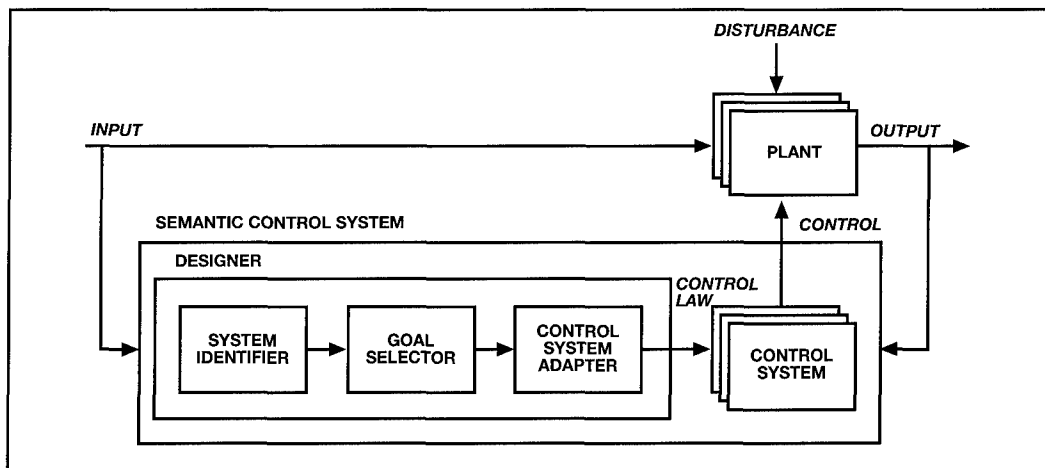 DISTURBANCE
INPUT
OUTPUT
PLANT
SEMANTIC CONTROL SYSTEM
CONTROL
DESIGNER
CONTROL
LAW
SYSTEM
IDENTIFIER
GOAL
SELECTOR
CONTROL
SYSTEM
ADAPTER
CONTROL
SYSTEM